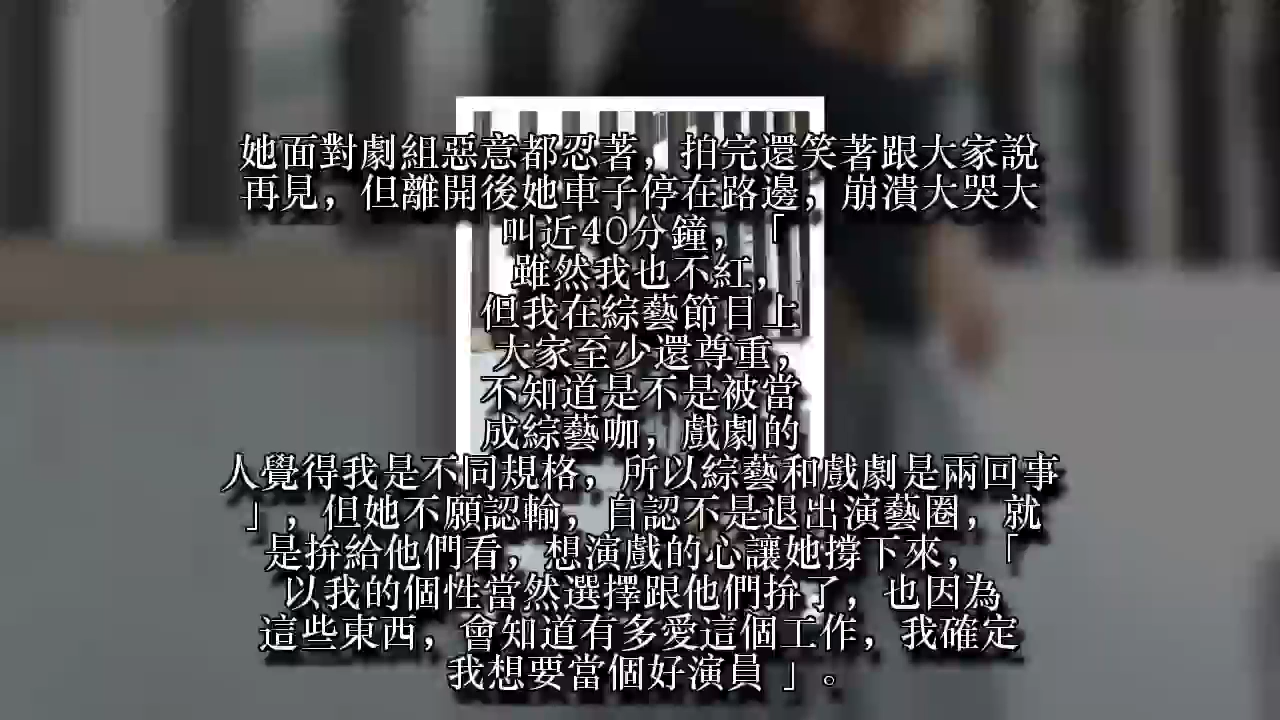 她面對劇組惡意都忍著，拍完還笑著跟大家說
再見，但離開後她車子停在路邊，崩潰大哭大
叫近40分鐘，「
雖然我也不紅，
但我在綜藝節目上
大家至少還尊重，
不知道是不是被當
成綜藝咖，戲劇的
人覺得我是不同規格，所以綜藝和戲劇是兩回事
」，但她不願認輸，自認不是退出演藝圈，就
是拚給他們看，想演戲的心讓她撐下來，「
以我的個性當然選擇跟他們拚了，也因為
這些東西，會知道有多愛這個工作，我確定
我想要當個好演員 」。